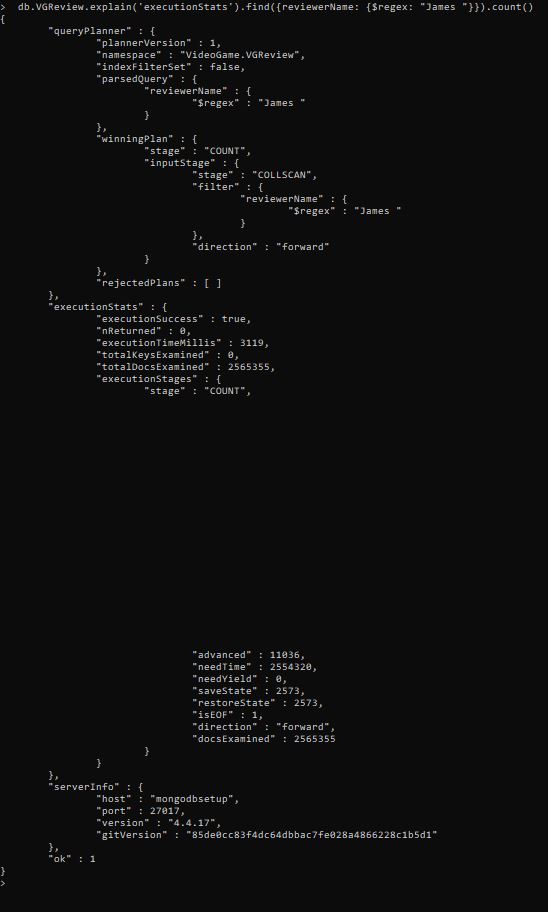 >  db.VGReview.explain('executionStats').find({reviewerName: {$regex: "James "}}).count()
{
        "queryPlanner" : {
                "plannerVersion" : 1,
                "namespace" : "VideoGame.VGReview",
                "indexFilterSet" : false,
                "parsedQuery" : {
                        "reviewerName" : {
                                "$regex" : "James "
                        }
                },
                "winningPlan" : {
                        "stage" : "COUNT",
                        "inputStage" : {
                                "stage" : "COLLSCAN",
                                "filter" : {
                                        "reviewerName" : {
                                                "$regex" : "James "
                                        }
                                },
                                "direction" : "forward"
                        }
                },
                "rejectedPlans" : [ ]
        },
        "executionStats" : {
                "executionSuccess" : true,
                "nReturned" : 0,
                "executionTimeMillis" : 3119,
                "totalKeysExamined" : 0,
                "totalDocsExamined" : 2565355,
                "executionStages" : {
                        "stage" : "COUNT",
                                "advanced" : 11036,
                                "needTime" : 2554320,
                                "needYield" : 0,
                                "saveState" : 2573,
                                "restoreState" : 2573,
                                "isEOF" : 1,
                                "direction" : "forward",
                                "docsExamined" : 2565355
                        }
                }
        },
        "serverInfo" : {
                "host" : "mongodbsetup",
                "port" : 27017,
                "version" : "4.4.17",
                "gitVersion" : "85de0cc83f4dc64dbbac7fe028a4866228c1b5d1"
        },
        "ok" : 1
}
>